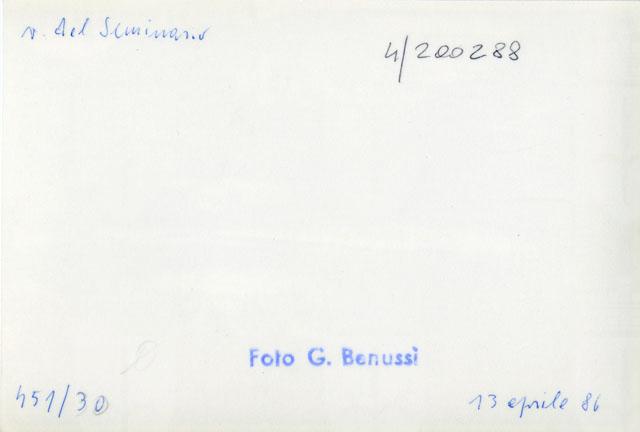 v. del Seminario
4/200288
Foto G. Benussi
451/30
13 aprile 86